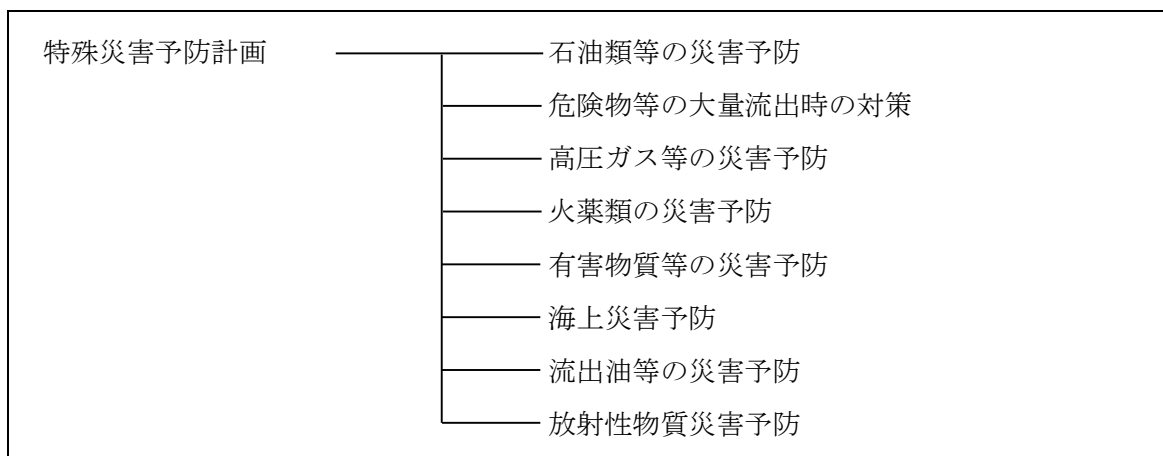 特殊災害予防計画
石油類等の災害予防
危険物等の大量流出時の対策
高圧ガス等の災害予防
火薬類の災害予防
有害物質等の災害予防
海上災害予防
流出油等の災害予防
放射性物質災害予防